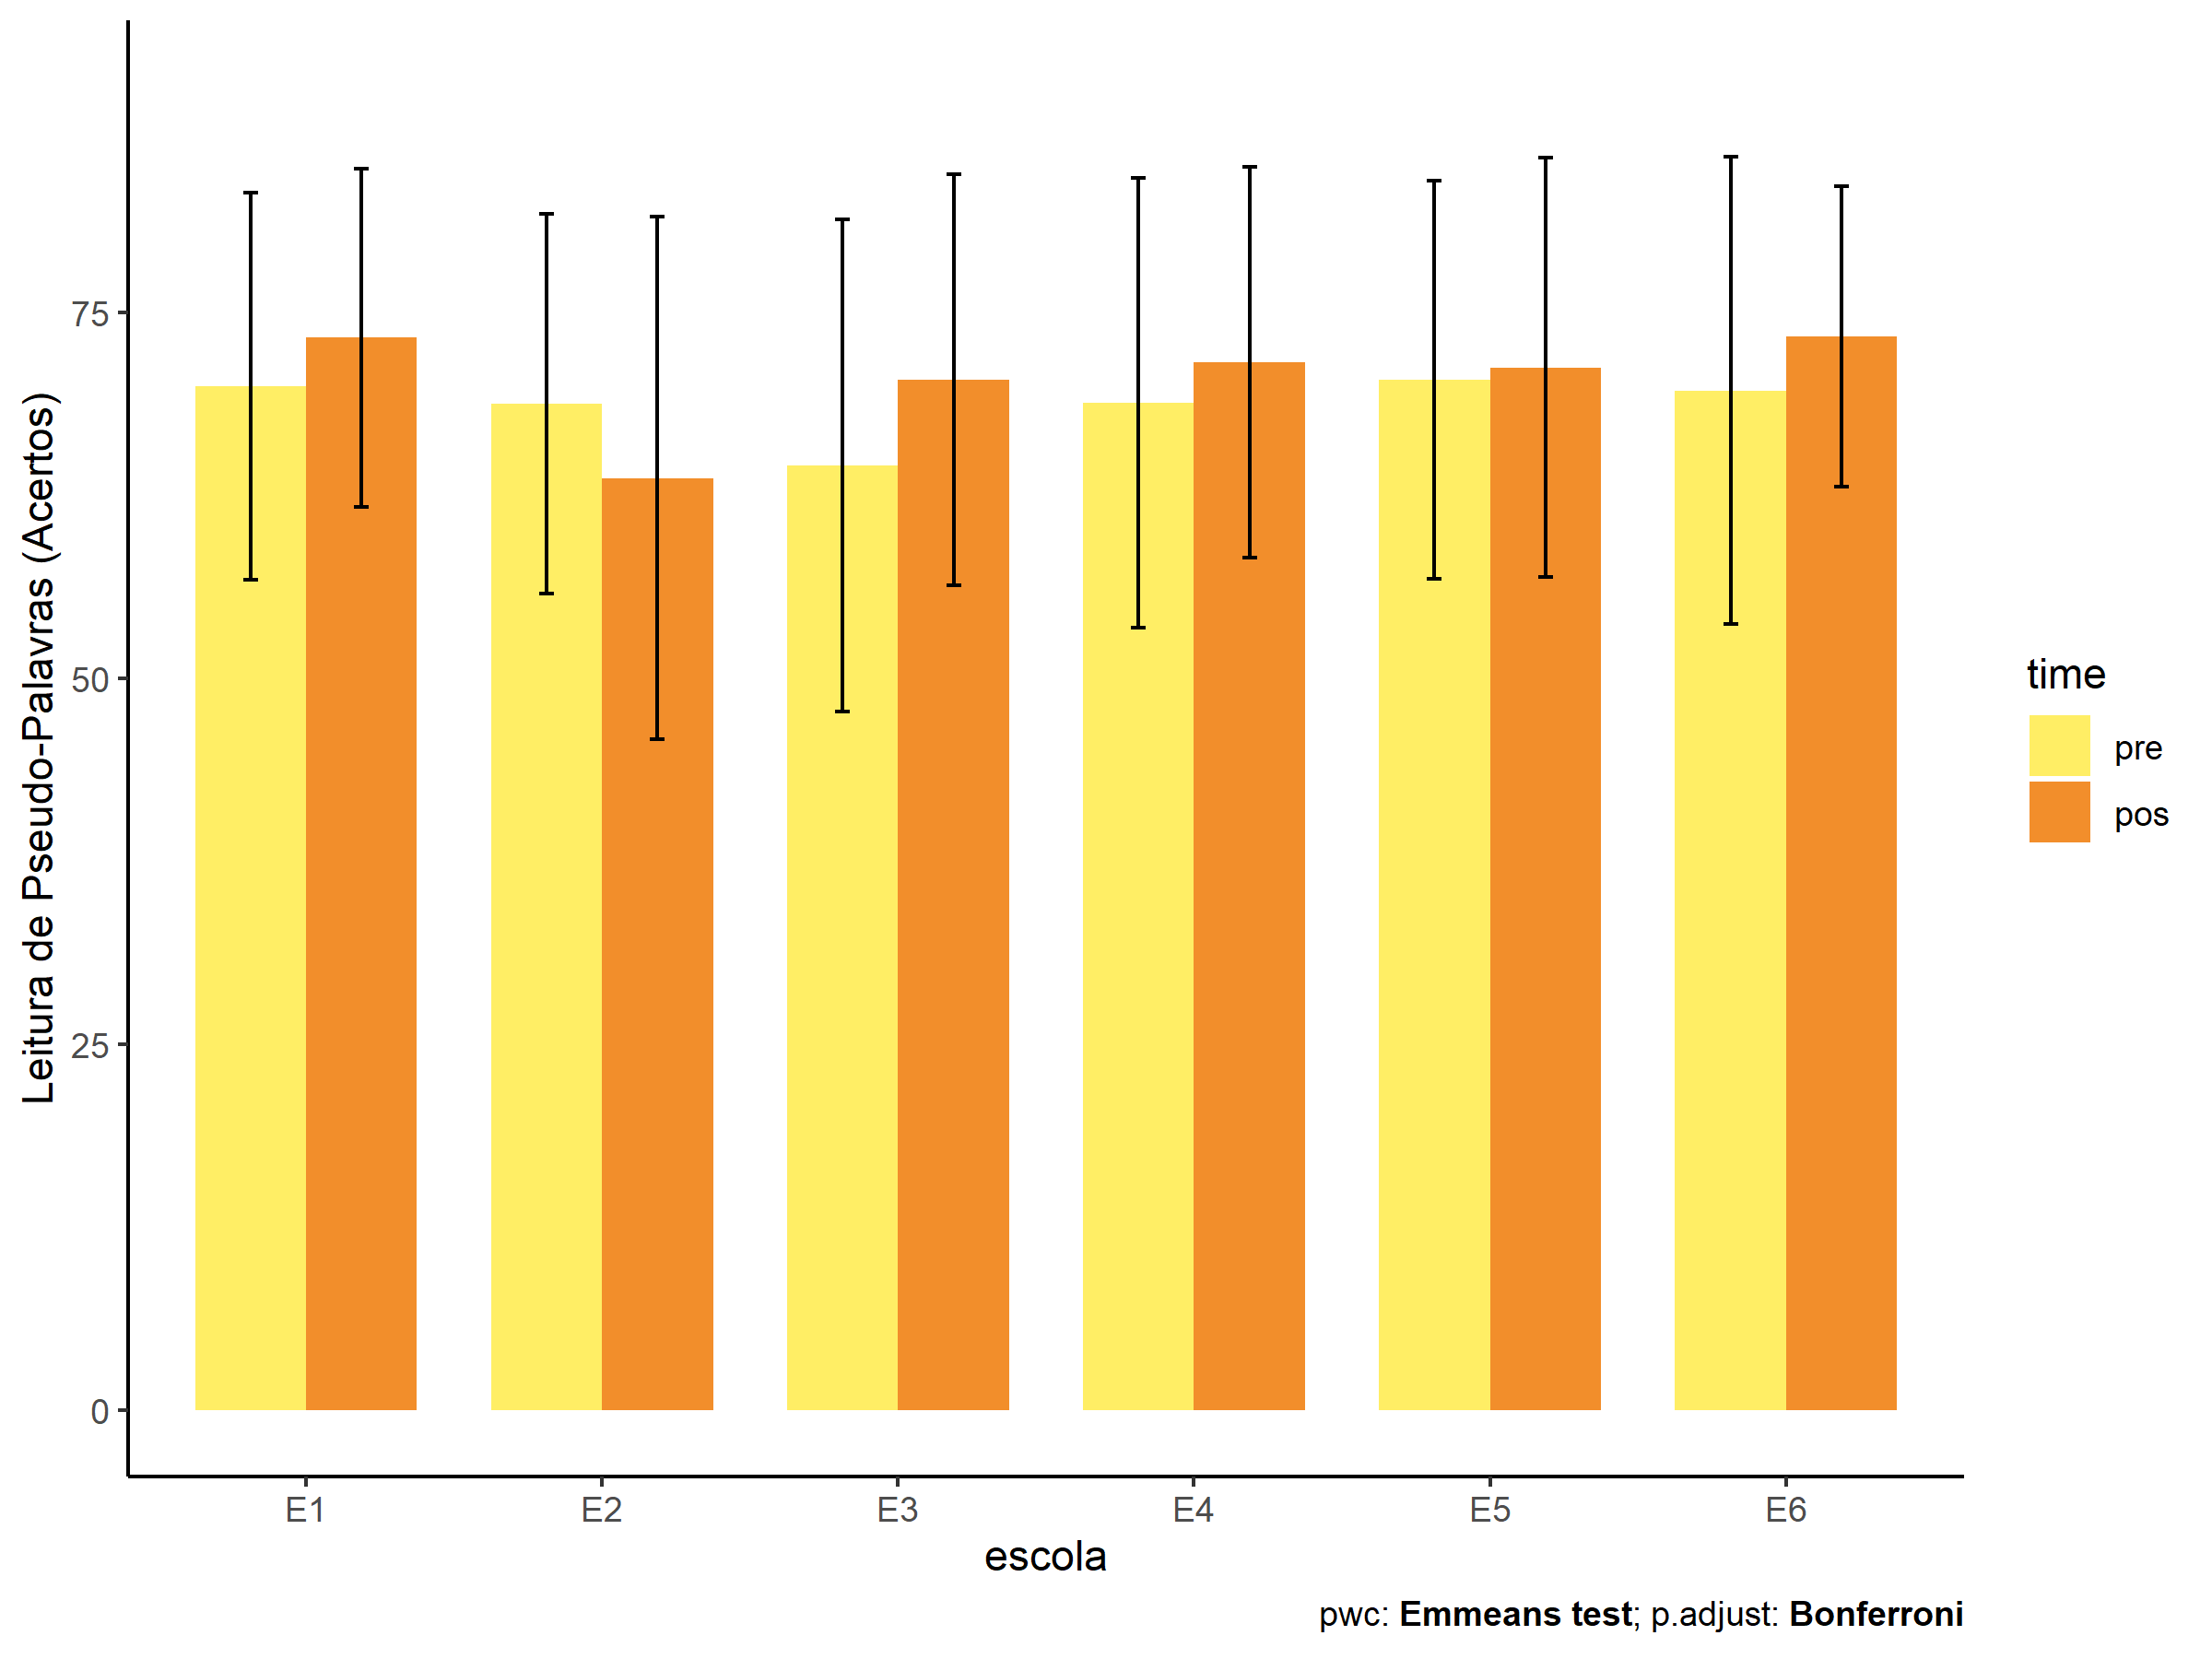 Leitura de Pseudo-Palavras (Acertos)
75
50
25
0
E1 E2 E3 E4 E5 E6
escola
time
pre
pos
pwc: Emmeans test; p.adjust: Bonferroni